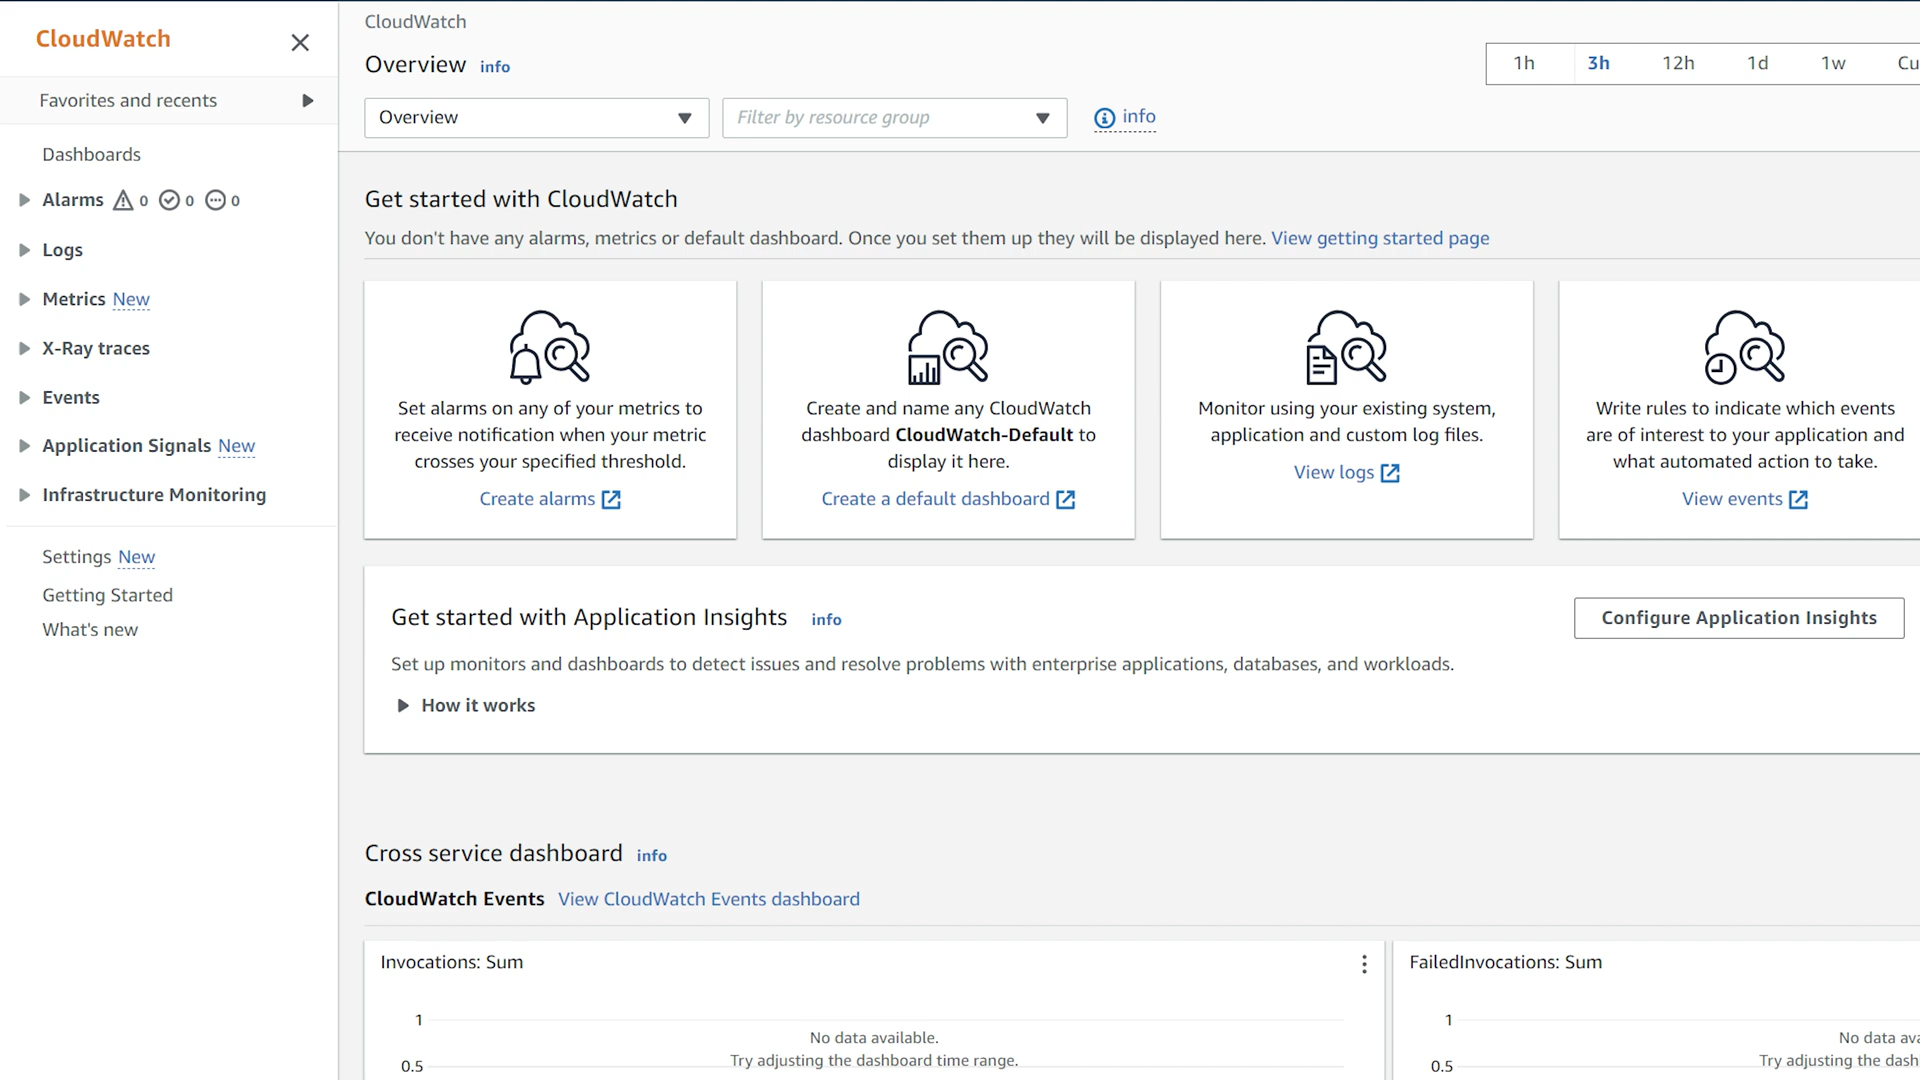 CloudWatch
Favorites and recents
Dashboards
Alarms 0 0 0
Logs
Metrics New
X-Ray traces
Events
Application Signals New
Infrastructure Monitoring
Settings New
Getting Started
What's new
CloudWatch
Overview info
1h 3h 12h 1d 1w Cu
Overview
Filter by resource group
info
Get started with CloudWatch
You don't have any alarms, metrics or default dashboard. Once you set them up they will be displayed here. View getting started page
Set alarms on any of your metrics to
receive notification when your metric
crosses your specified threshold.
Create alarms
Create and name any CloudWatch
dashboard CloudWatch-Default to
display it here.
Create a default dashboard
Monitor using your existing system,
application and custom log files.
View logs
Write rules to indicate which events
are of interest to your application and
what automated action to take.
View events
Get started with Application Insights info
Configure Application Insights
Set up monitors and dashboards to detect issues and resolve problems with enterprise applications, databases, and workloads.
How it works
Cross service dashboard info
CloudWatch Events View CloudWatch Events dashboard
Invocations: Sum
1
No data available.
Try adjusting the dashboard time range.
0.5
FailedInvocations: Sum
1
No data ava
Try adjusting the dash
0.5